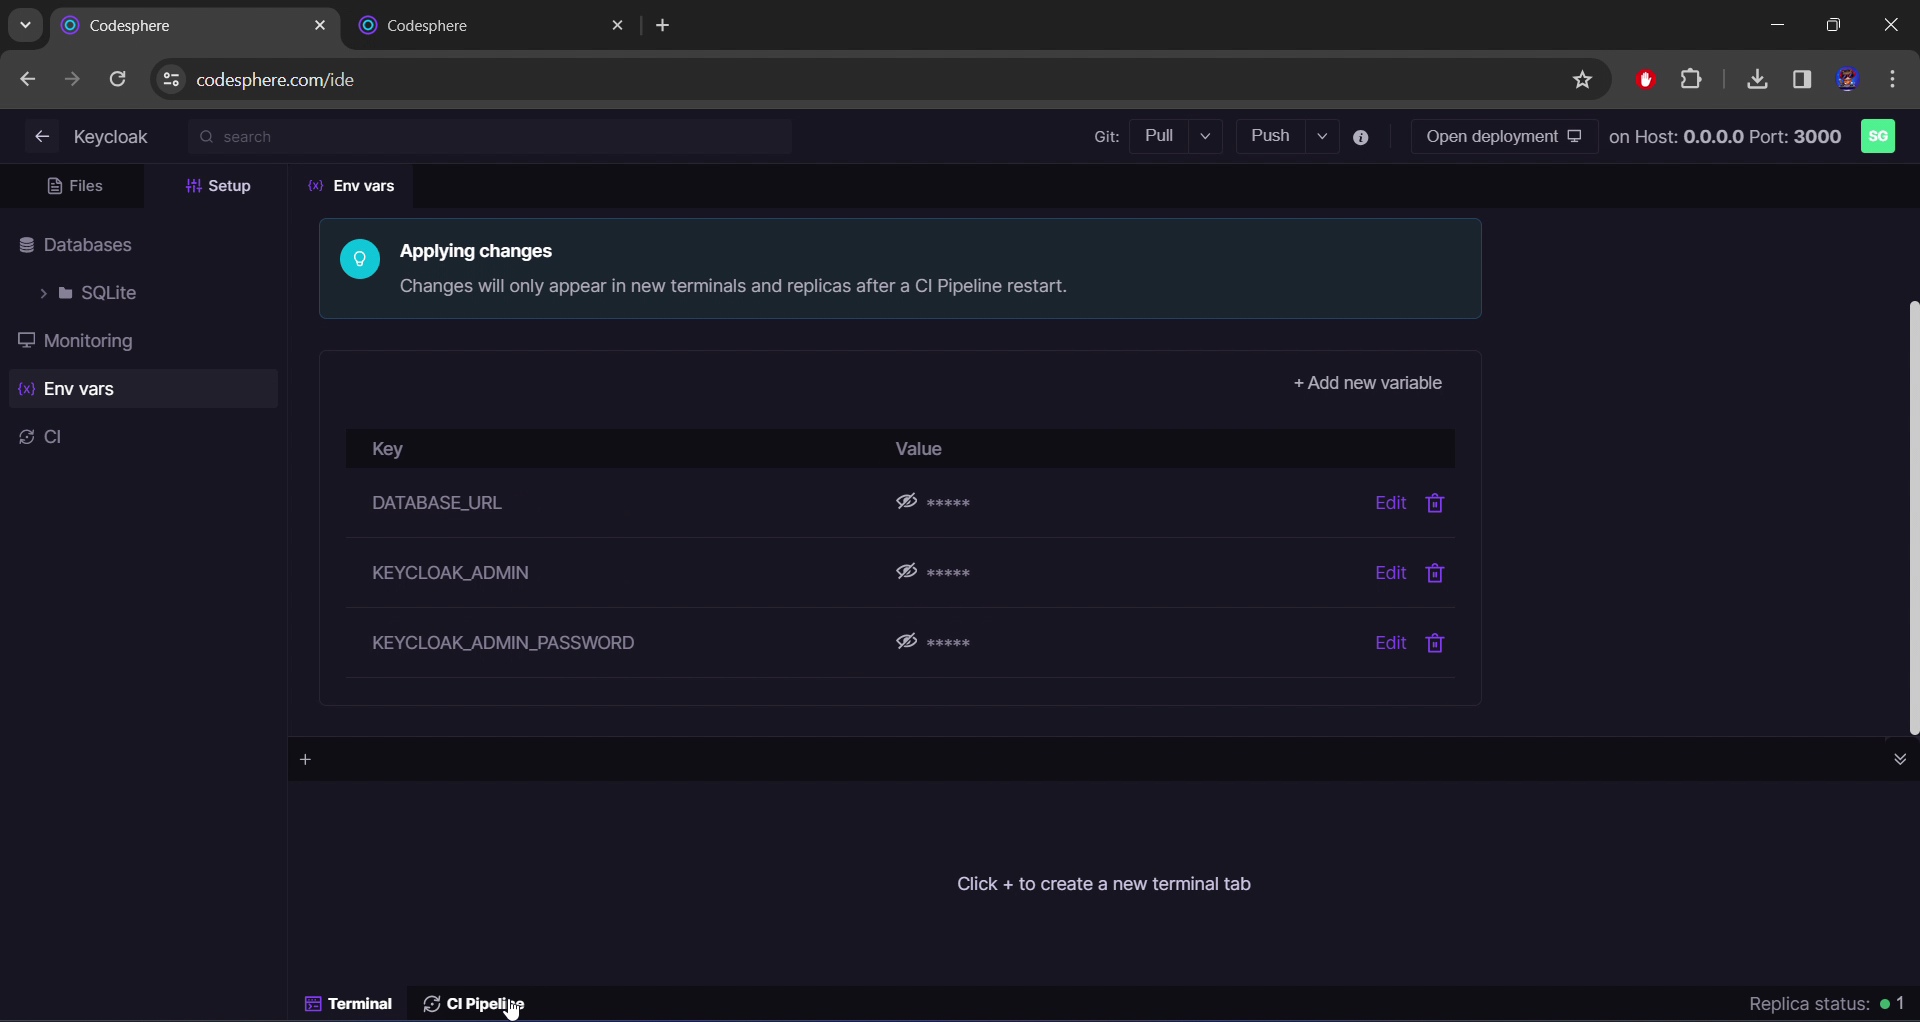 Codesphere
Codesphere
codesphere.com/ide
Keycloak
search
Git:
Pull
Push
Open deployment
on Host: 0.0.0.0 Port: 3000
SG
Files
Setup
Env vars
Databases
SQLite
Monitoring
Env vars
CI
Applying changes
Changes will only appear in new terminals and replicas after a CI Pipeline restart.
+ Add new variable
Key Value
DATABASE_URL ***** Edit
KEYCLOAK_ADMIN ***** Edit
KEYCLOAK_ADMIN_PASSWORD ***** Edit
+
Click + to create a new terminal tab
Terminal
CI Pipeline
Replica status: 1